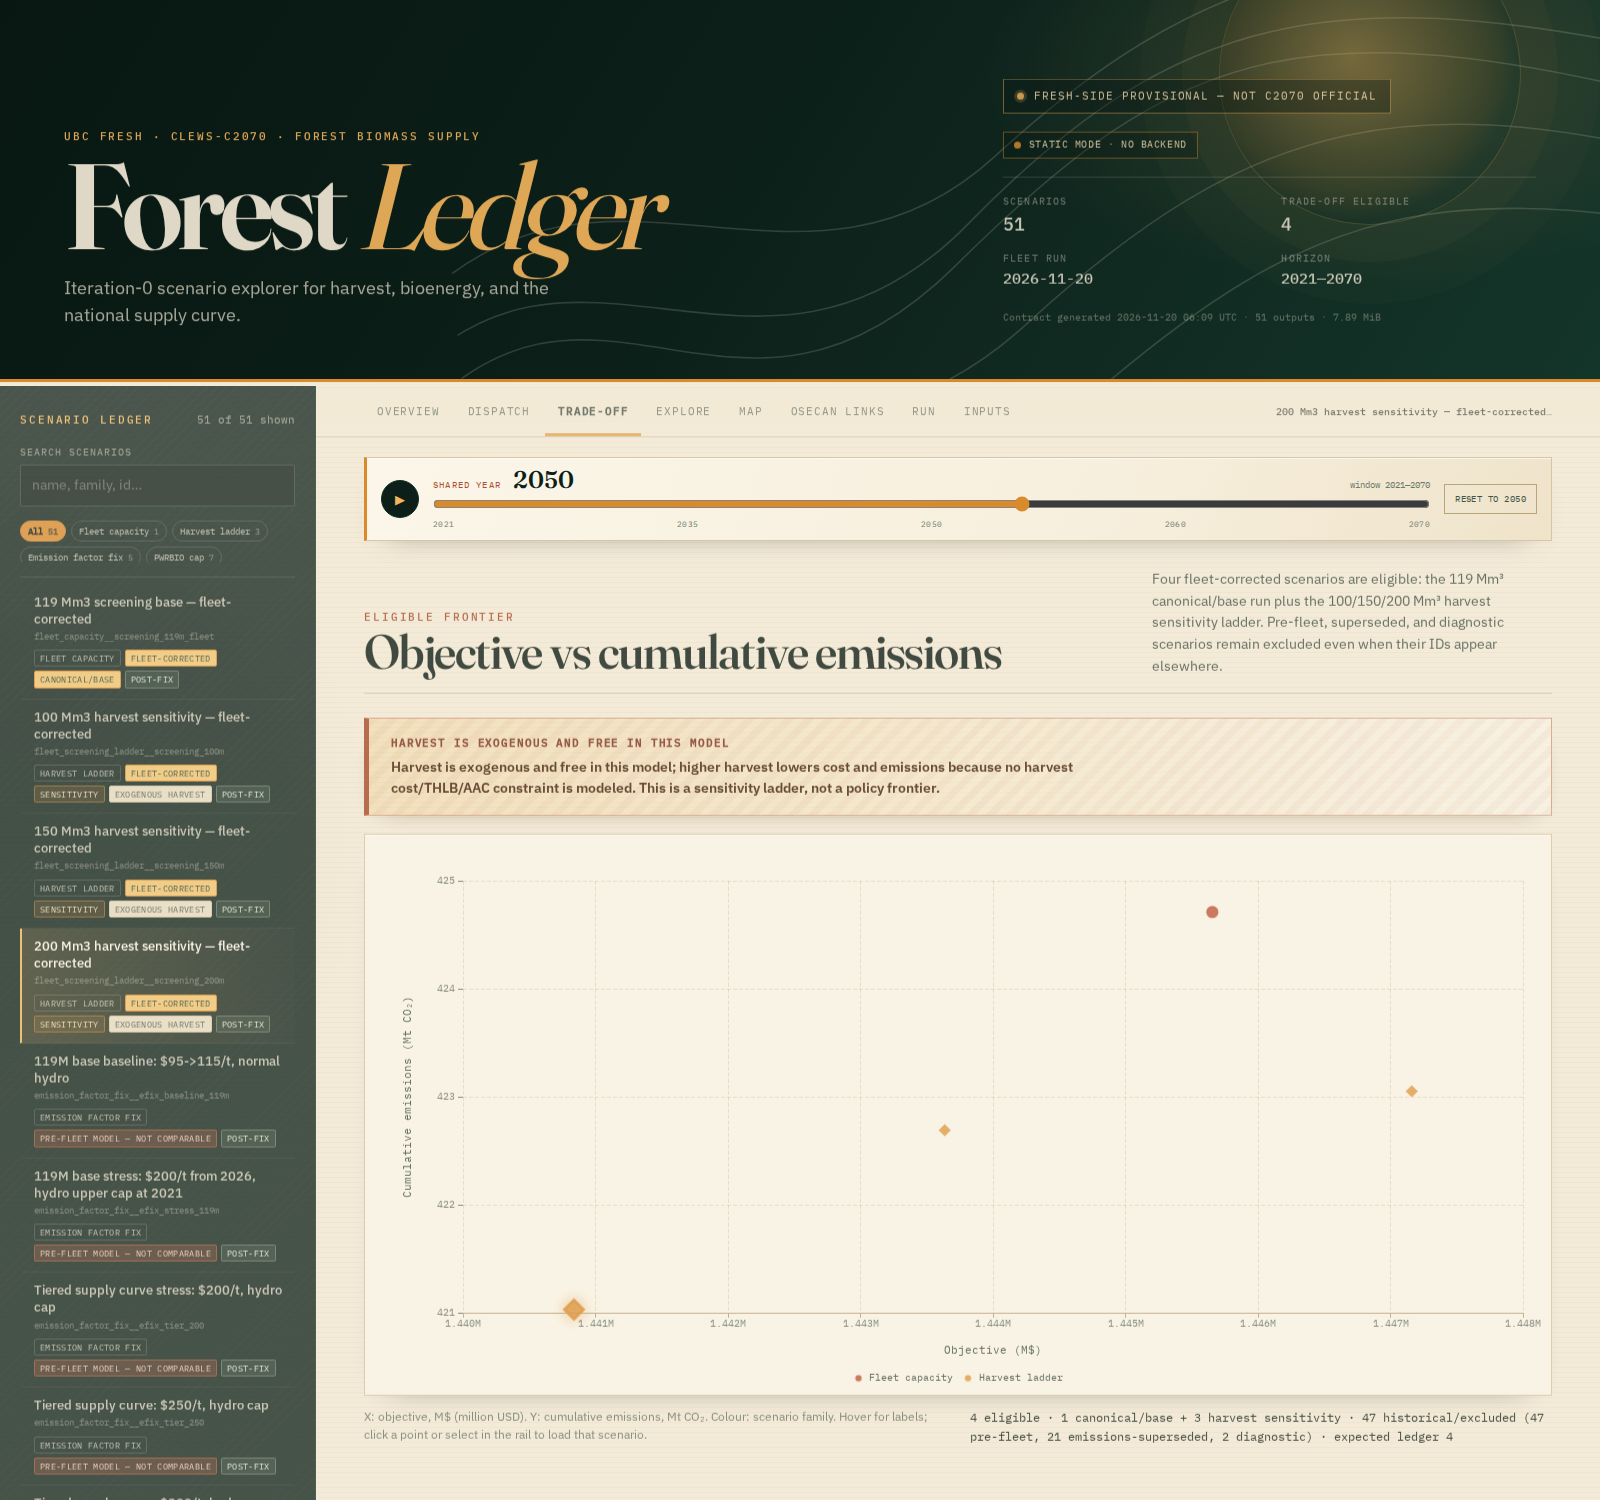 UBC FRESH · CLEWS-C2070 · FOREST BIOMASS SUPPLY
Forest Ledger
Iteration-0 scenario explorer for harvest, bioenergy, and the
national supply curve.
FRESH-SIDE PROVISIONAL — NOT C2070 OFFICIAL
STATIC MODE · NO BACKEND
SCENARIOS
51
TRADE-OFF ELIGIBLE
4
FLEET RUN
2026-11-20
HORIZON
2021—2070
Contract generated 2026-11-20 06:09 UTC · 51 outputs · 7.89 MiB
SCENARIO LEDGER
51 of 51 shown
SEARCH SCENARIOS
name, family, id…
All 51
Fleet capacity 1
Harvest ladder 3
Emission factor fix 5
PWRBIO cap 7
119 Mm3 screening base — fleet-
corrected
fleet_capacity__screening_119m_fleet
FLEET CAPACITY
FLEET-CORRECTED
CANONICAL/BASE
POST-FIX
100 Mm3 harvest sensitivity — fleet-
corrected
fleet_screening_ladder__screening_100m
HARVEST LADDER
FLEET-CORRECTED
SENSITIVITY
EXOGENOUS HARVEST
POST-FIX
150 Mm3 harvest sensitivity — fleet-
corrected
fleet_screening_ladder__screening_150m
HARVEST LADDER
FLEET-CORRECTED
SENSITIVITY
EXOGENOUS HARVEST
POST-FIX
200 Mm3 harvest sensitivity — fleet-
corrected
fleet_screening_ladder__screening_200m
HARVEST LADDER
FLEET-CORRECTED
SENSITIVITY
EXOGENOUS HARVEST
POST-FIX
119M base baseline: $95->115/t, normal
hydro
emission_factor_fix__efix_baseline_119m
EMISSION FACTOR FIX
PRE-FLEET MODEL — NOT COMPARABLE
POST-FIX
119M base stress: $200/t from 2026,
hydro upper cap at 2021
emission_factor_fix__efix_stress_119m
EMISSION FACTOR FIX
PRE-FLEET MODEL — NOT COMPARABLE
POST-FIX
Tiered supply curve stress: $200/t, hydro
cap
emission_factor_fix__efix_tier_200
EMISSION FACTOR FIX
PRE-FLEET MODEL — NOT COMPARABLE
POST-FIX
Tiered supply curve: $250/t, hydro cap
emission_factor_fix__efix_tier_250
EMISSION FACTOR FIX
PRE-FLEET MODEL — NOT COMPARABLE
POST-FIX
OVERVIEW
DISPATCH
TRADE-OFF
EXPLORE
MAP
OSECAN LINKS
RUN
INPUTS
200 Mm3 harvest sensitivity — fleet-corrected…
SHARED YEAR 2050
window 2021—2070
RESET TO 2050
2021
2035
2050
2060
2070
ELIGIBLE FRONTIER
Objective vs cumulative emissions
Four fleet-corrected scenarios are eligible: the 119 Mm³
canonical/base run plus the 100/150/200 Mm³ harvest
sensitivity ladder. Pre-fleet, superseded, and diagnostic
scenarios remain excluded even when their IDs appear
elsewhere.
HARVEST IS EXOGENOUS AND FREE IN THIS MODEL
Harvest is exogenous and free in this model; higher harvest lowers cost and emissions because no harvest
cost/THLB/AAC constraint is modeled. This is a sensitivity ladder, not a policy frontier.
Cumulative emissions (Mt CO₂)
425
424
423
422
421
1.440M
1.441M
1.442M
1.443M
1.444M
1.445M
1.446M
1.447M
1.448M
Objective (M$)
Fleet capacity
Harvest ladder
X: objective, M$ (million USD). Y: cumulative emissions, Mt CO₂. Colour: scenario family. Hover for labels;
click a point or select in the rail to load that scenario.
4 eligible · 1 canonical/base + 3 harvest sensitivity · 47 historical/excluded (47
pre-fleet, 21 emissions-superseded, 2 diagnostic) · expected ledger 4